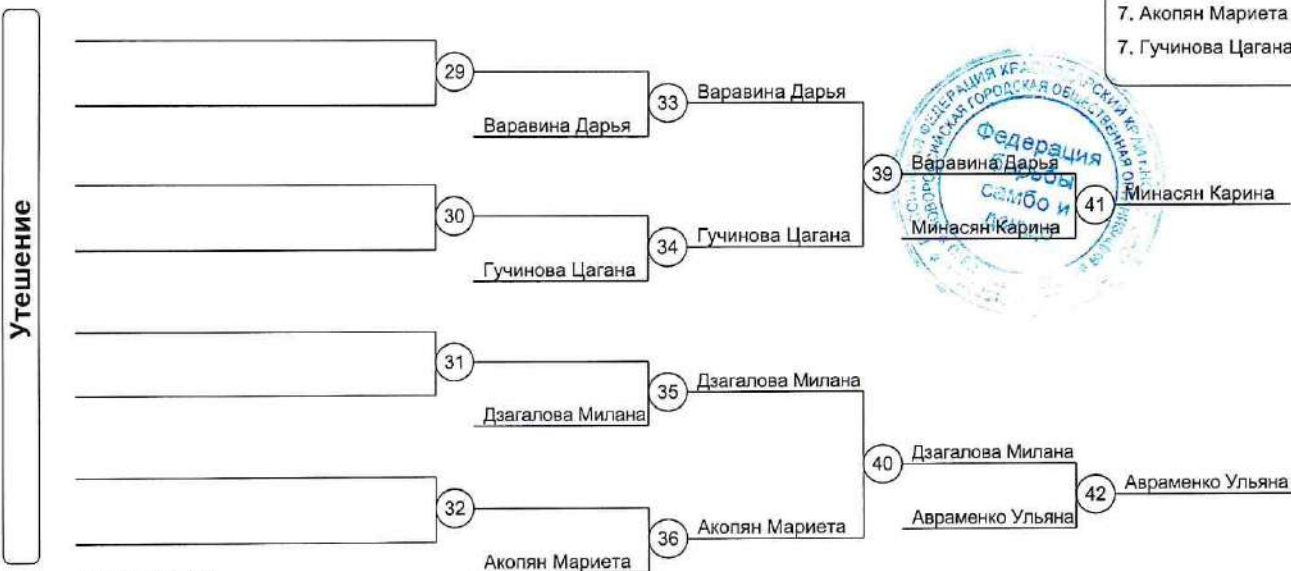 7. Акопян Мариета
7. Гучинова Цагана
Утешение
29
Варавина Дарья
33
Варавина Дарья
30
Гучинова Цагана
34
Гучинова Цагана
39
Варавина Дарья
Минасян Карина
41
Минасян Карина
Федерация
борьбы
самбо и
дзюдо
31
Дзагалова Милана
35
Дзагалова Милана
32
Акопян Мариета
36
Акопян Мариета
40
Дзагалова Милана
Авраменко Ульяна
42
Авраменко Ульяна